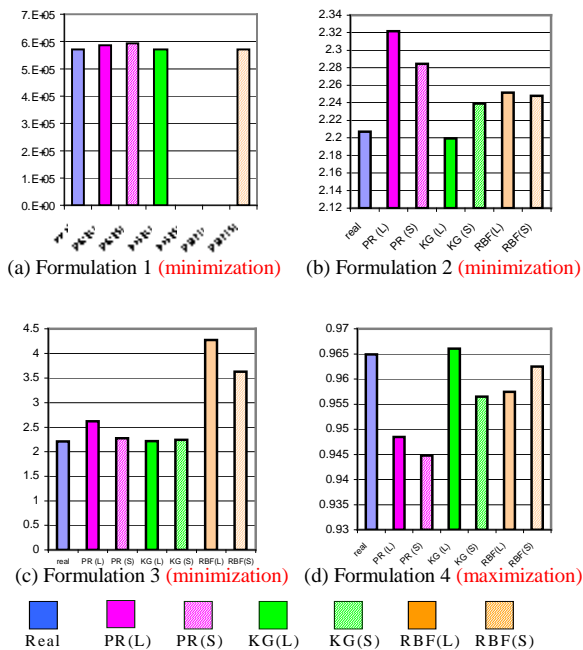 7.E+05
6.E+05
5.E+05
4.E+05
3.E+05
2.E+05
1.E+05
0.E+00
(a) Formulation 1 (minimization)
2.34
2.32
2.3
2.28
2.26
2.24
2.22
2.2
2.18
2.16
2.14
2.12
real
PR (L)
PR (S)
KG (L)
KG (S)
RBF(L)
RBF(S)
(b) Formulation 2 (minimization)
4.5
4
3.5
3
2.5
2
1.5
1
0.5
0
real PR (L) PR (S) KG (L) KG (S) RBF(L) RBF(S)
(c) Formulation 3 (minimization)
0.97
0.965
0.96
0.955
0.95
0.945
0.94
0.935
0.93
real
PR (L)
PR (S)
KG (L)
KG (S)
RBF(L)
RBF(S)
(d) Formulation 4 (maximization)
Real PR(L) PR(S) KG(L) KG(S) RBF(L) RBF(S)